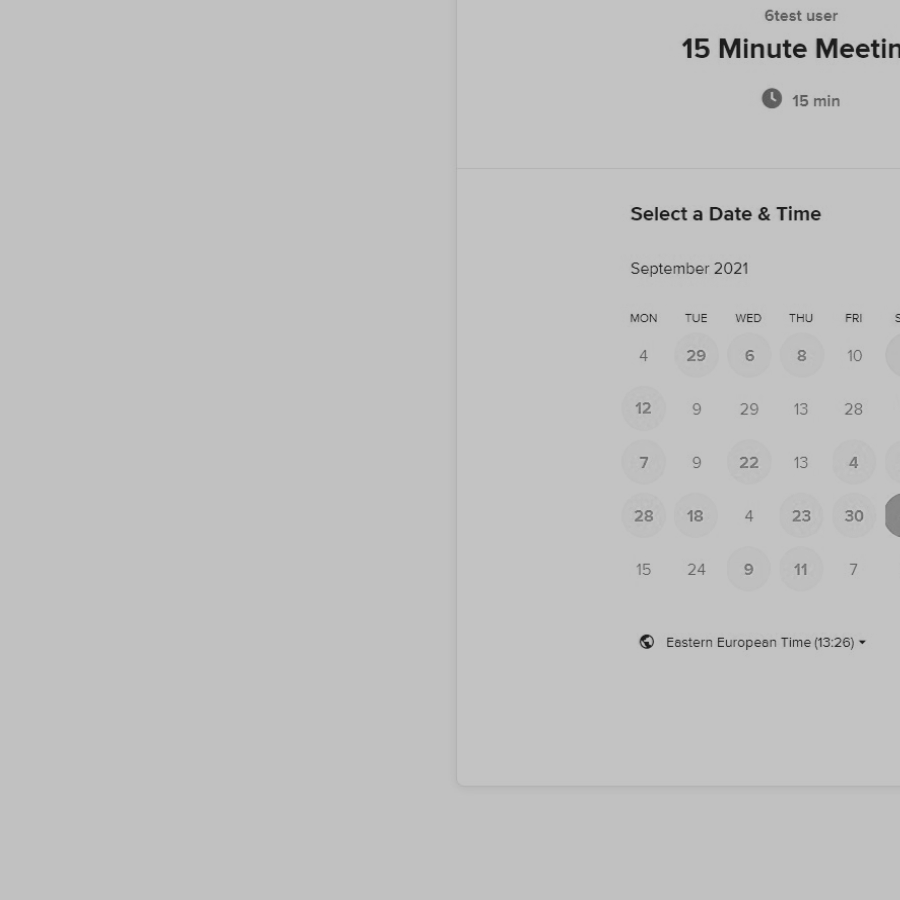 6test user
15 Minute Meetin
15 min
Select a Date & Time
September 2021
MON TUE WED THU FRI S
4 29 6 8 10
12 9 29 13 28
7 9 22 13 4
28 18 4 23 30
15 24 9 11 7
Eastern European Time (13:26)